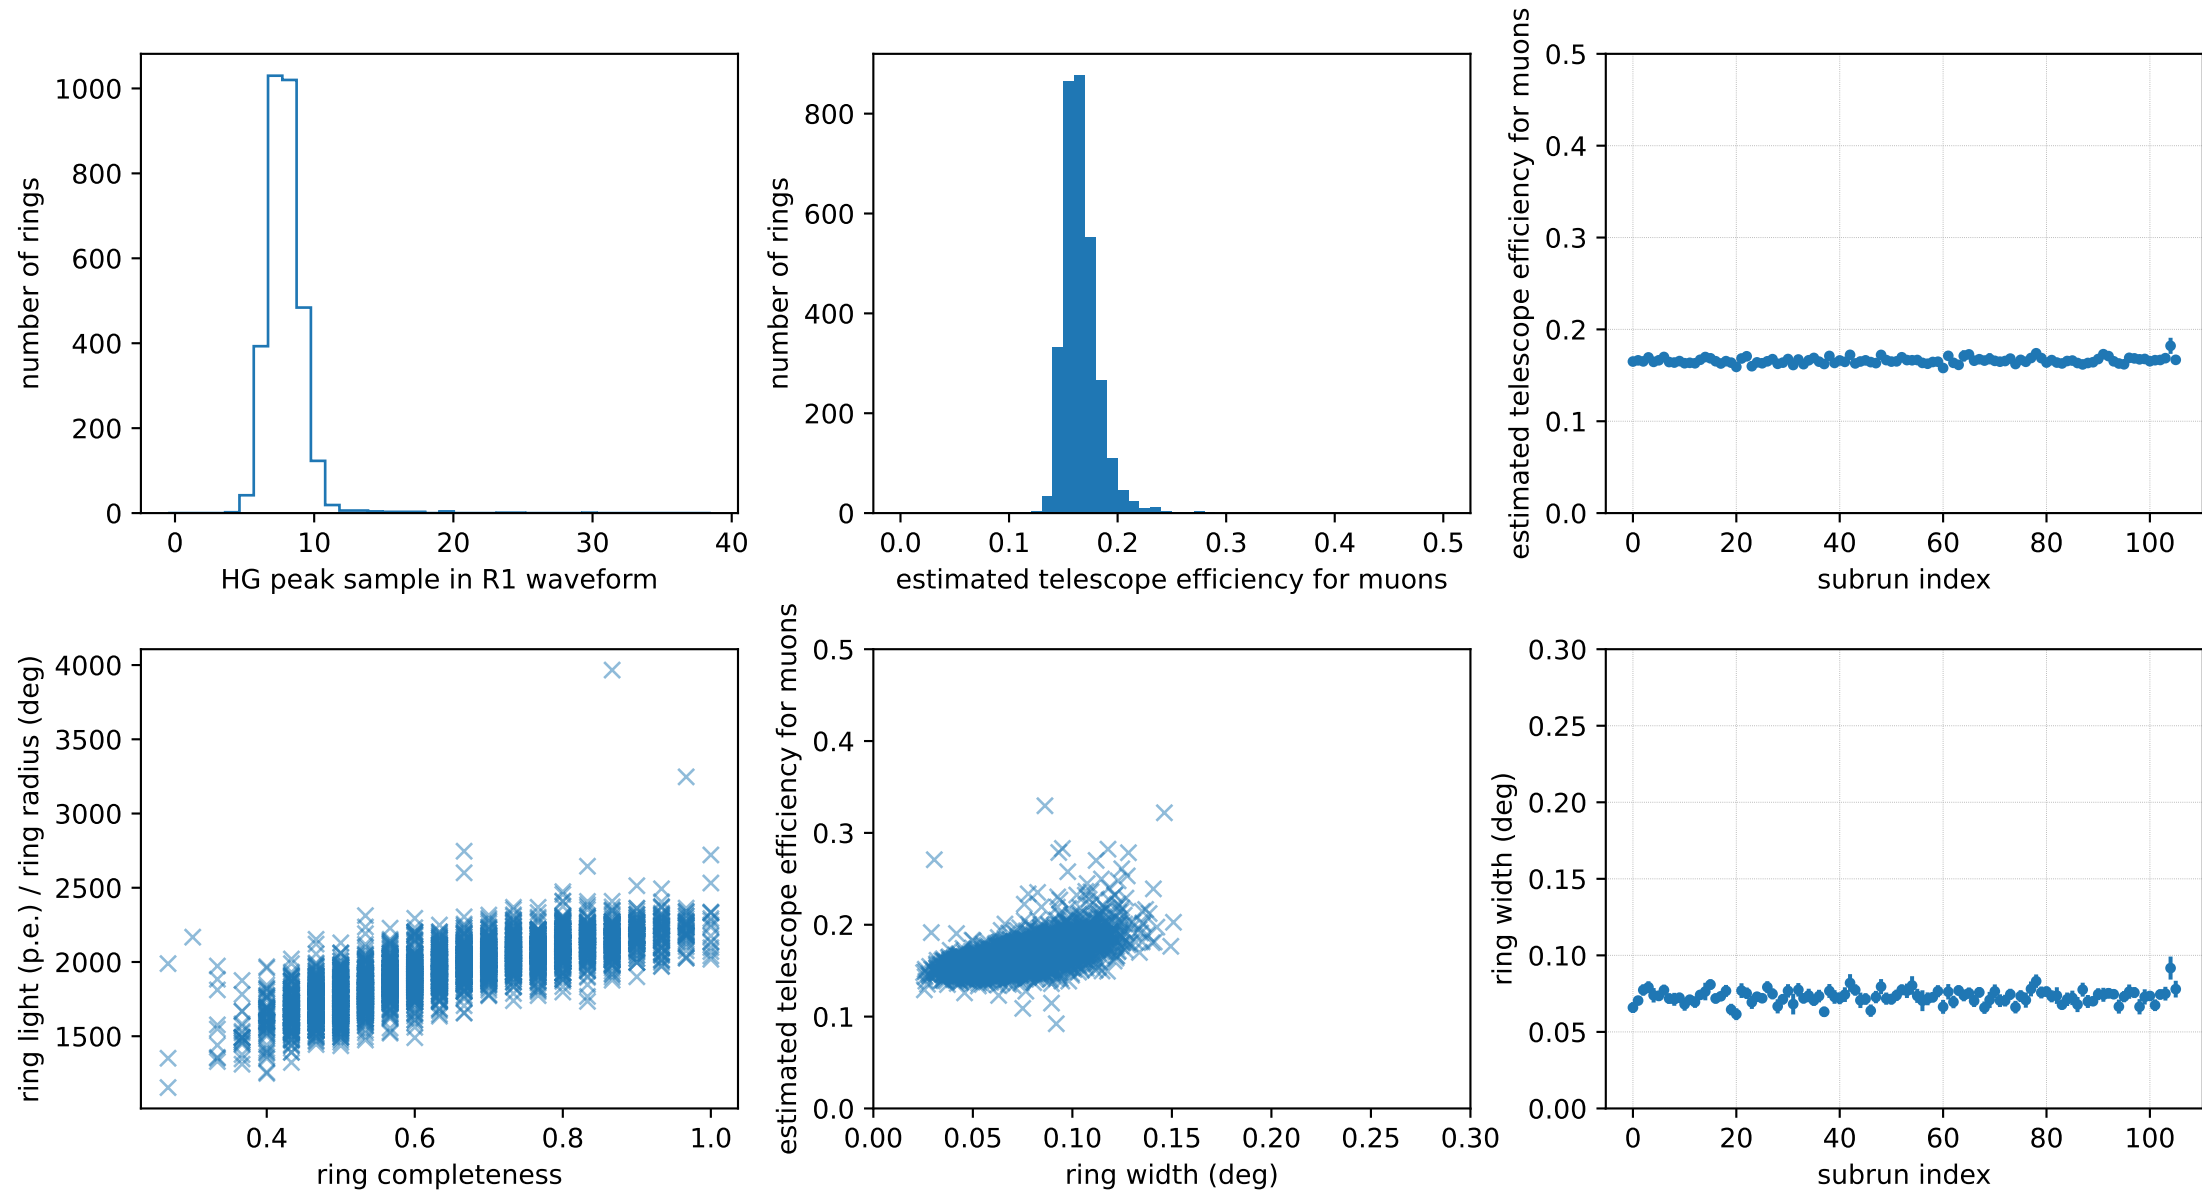 1000
800
600
400
200
0
number of rings
0 10 20 30 40
HG peak sample in R1 waveform
800
600
400
200
0
number of rings
0.0 0.1 0.2 0.3 0.4 0.5
estimated telescope efficiency for muons
0.5
0.4
0.3
0.2
0.1
0.0
estimated telescope efficiency for muons
0 20 40 60 80 100
subrun index
4000
3500
3000
2500
2000
1500
ring light (p.e.) / ring radius (deg)
0.4 0.6 0.8 1.0
ring completeness
0.5
0.4
0.3
0.2
0.1
0.0
estimated telescope efficiency for muons
0.00 0.05 0.10 0.15 0.20 0.25 0.30
ring width (deg)
0.30
0.25
0.20
0.15
0.10
0.05
0.00
ring width (deg)
0 20 40 60 80 100
subrun index